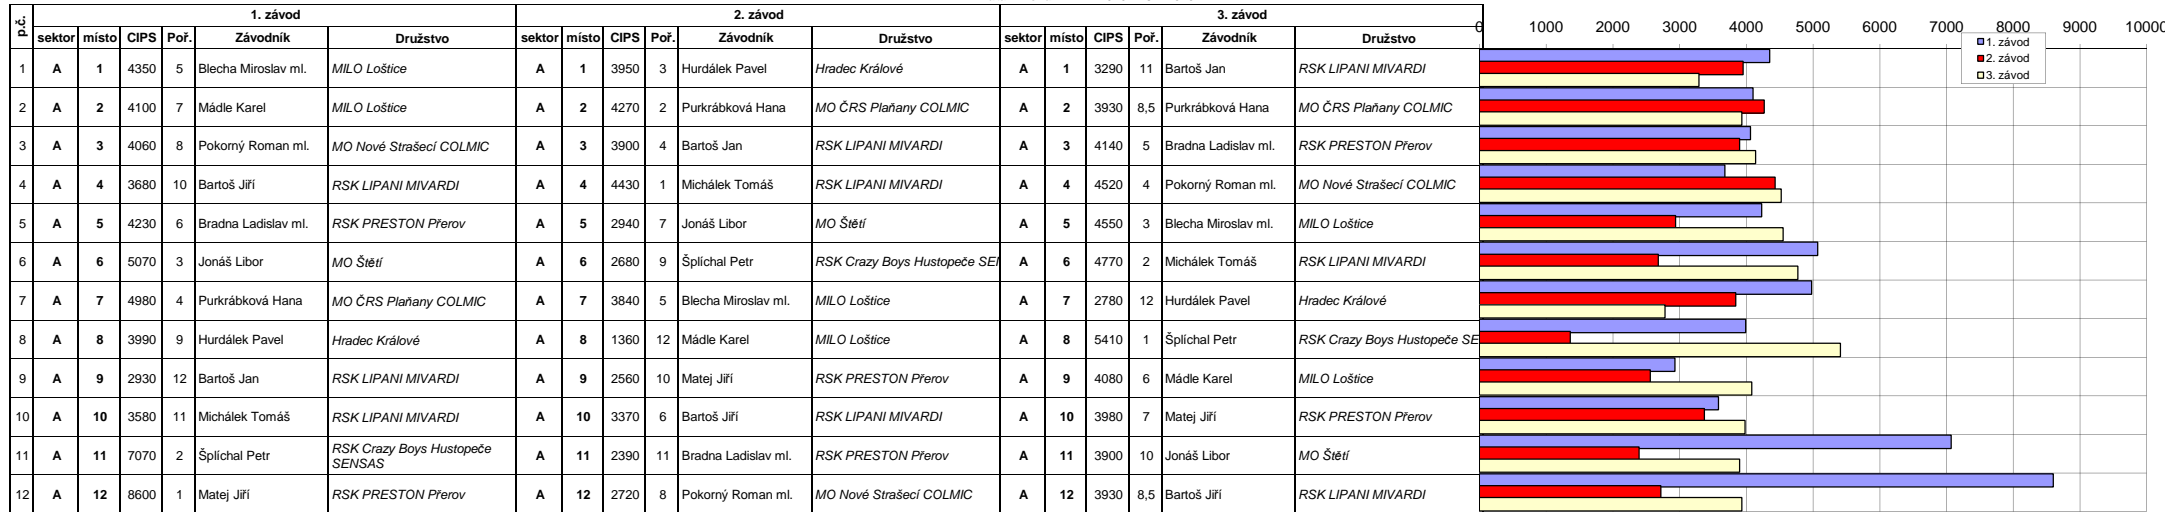 p.č. 1. závod 2. závod 3. závod
sektor místo CIPS Poř. Závodník Družstvo sektor místo CIPS Poř. Závodník Družstvo sektor místo CIPS Poř. Závodník Družstvo
0 1000 2000 3000 4000 5000 6000 7000 8000 9000 10000
1. závod
2. závod
3. závod
1 A 1 4350 5 Blecha Miroslav ml. MILO Loštice A 1 3950 3 Hurdálek Pavel Hradec Králové A 1 3290 11 Bartoš Jan RSK LIPANI MIVARDI
2 A 2 4100 7 Mádle Karel MILO Loštice A 2 4270 2 Purkrábková Hana MO ČRS Plaňany COLMIC A 2 3930 8,5 Purkrábková Hana MO ČRS Plaňany COLMIC
3 A 3 4060 8 Pokorný Roman ml. MO Nové Strašecí COLMIC A 3 3900 4 Bartoš Jan RSK LIPANI MIVARDI A 3 4140 5 Bradna Ladislav ml. RSK PRESTON Přerov
4 A 4 3680 10 Bartoš Jiří RSK LIPANI MIVARDI A 4 4430 1 Michálek Tomáš RSK LIPANI MIVARDI A 4 4520 4 Pokorný Roman ml. MO Nové Strašecí COLMIC
5 A 5 4230 6 Bradna Ladislav ml. RSK PRESTON Přerov A 5 2940 7 Jonáš Libor MO Štětí A 5 4550 3 Blecha Miroslav ml. MILO Loštice
6 A 6 5070 3 Jonáš Libor MO Štětí A 6 2680 9 Šplíchal Petr RSK Crazy Boys Hustopeče SEI A 6 4770 2 Michálek Tomáš RSK LIPANI MIVARDI
7 A 7 4980 4 Purkrábková Hana MO ČRS Plaňany COLMIC A 7 3840 5 Blecha Miroslav ml. MILO Loštice A 7 2780 12 Hurdálek Pavel Hradec Králové
8 A 8 3990 9 Hurdálek Pavel Hradec Králové A 8 1360 12 Mádle Karel MILO Loštice A 8 5410 1 Šplíchal Petr RSK Crazy Boys Hustopeče SE
9 A 9 2930 12 Bartoš Jan RSK LIPANI MIVARDI A 9 2560 10 Matej Jiří RSK PRESTON Přerov A 9 4080 6 Mádle Karel MILO Loštice
10 A 10 3580 11 Michálek Tomáš RSK LIPANI MIVARDI A 10 3370 6 Bartoš Jiří RSK LIPANI MIVARDI A 10 3980 7 Matej Jiří RSK PRESTON Přerov
11 A 11 7070 2 Šplíchal Petr RSK Crazy Boys Hustopeče SENSAS A 11 2390 11 Bradna Ladislav ml. RSK PRESTON Přerov A 11 3900 10 Jonáš Libor MO Štětí
12 A 12 8600 1 Matej Jiří RSK PRESTON Přerov A 12 2720 8 Pokorný Roman ml. MO Nové Strašecí COLMIC A 12 3930 8,5 Bartoš Jiří RSK LIPANI MIVARDI